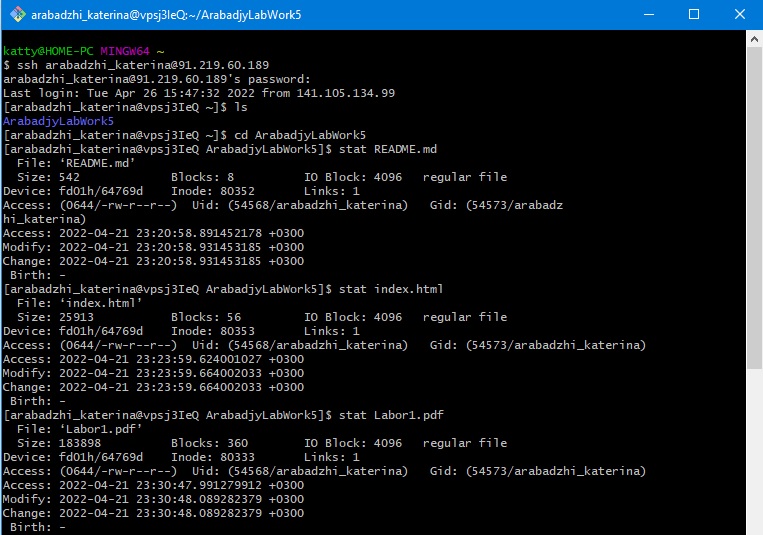 arabadzhi_katerina@vpsj3IeQ:~/ArabadjyLabWork5
katty@HOME-PC MINGW64 ~
$ ssh arabadzhi_katerina@91.219.60.189
arabadzhi_katerina@91.219.60.189's password:
Last login: Tue Apr 26 15:47:32 2022 from 141.105.134.99
[arabadzhi_katerina@vpsj3IeQ ~]$ ls
ArabadjyLabWork5
[arabadzhi_katerina@vpsj3IeQ ~]$ cd ArabadjyLabWork5
[arabadzhi_katerina@vpsj3IeQ ArabadjyLabWork5]$ stat README.md
  File: ‘README.md’
  Size: 542             Blocks: 8          IO Block: 4096   regular file
Device: fd01h/64769d    Inode: 80352       Links: 1
Access: (0644/-rw-r--r--)  Uid: (54568/arabadzhi_katerina)   Gid: (54573/arabadz
hi_katerina)
Access: 2022-04-21 23:20:58.891452178 +0300
Modify: 2022-04-21 23:20:58.931453185 +0300
Change: 2022-04-21 23:20:58.931453185 +0300
 Birth: -
[arabadzhi_katerina@vpsj3IeQ ArabadjyLabWork5]$ stat index.html
  File: ‘index.html’
  Size: 25913           Blocks: 56         IO Block: 4096   regular file
Device: fd01h/64769d    Inode: 80353       Links: 1
Access: (0644/-rw-r--r--)  Uid: (54568/arabadzhi_katerina)   Gid: (54573/arabadzhi_katerina)
Access: 2022-04-21 23:23:59.624001027 +0300
Modify: 2022-04-21 23:23:59.664002033 +0300
Change: 2022-04-21 23:23:59.664002033 +0300
 Birth: -
[arabadzhi_katerina@vpsj3IeQ ArabadjyLabWork5]$ stat Labor1.pdf
  File: ‘Labor1.pdf’
  Size: 183898          Blocks: 360        IO Block: 4096   regular file
Device: fd01h/64769d    Inode: 80333       Links: 1
Access: (0644/-rw-r--r--)  Uid: (54568/arabadzhi_katerina)   Gid: (54573/arabadzhi_katerina)
Access: 2022-04-21 23:30:47.991279912 +0300
Modify: 2022-04-21 23:30:48.089282379 +0300
Change: 2022-04-21 23:30:48.089282379 +0300
 Birth: -